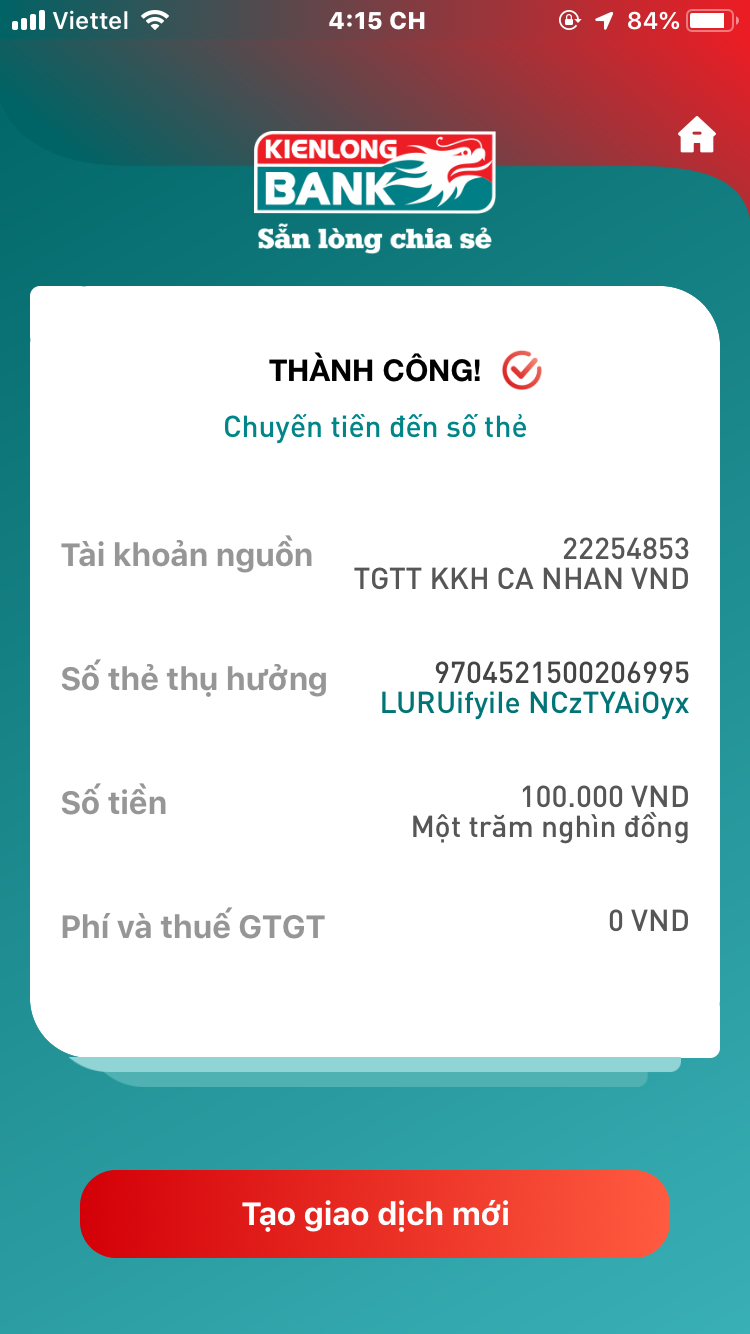 Viettel 4:15 CH 84%
KIENLONG
BANK
Sẵn lòng chia sẻ
THÀNH CÔNG!
Chuyển tiền đến số thẻ
Tài khoản nguồn 22254853
TGTT KKH CA NHAN VND
Số thẻ thụ hưởng 9704521500206995
LURUifyile NCzTYAiOyx
Số tiền 100.000 VND
Một trăm nghìn đồng
Phí và thuế GTGT 0 VND
Tạo giao dịch mới